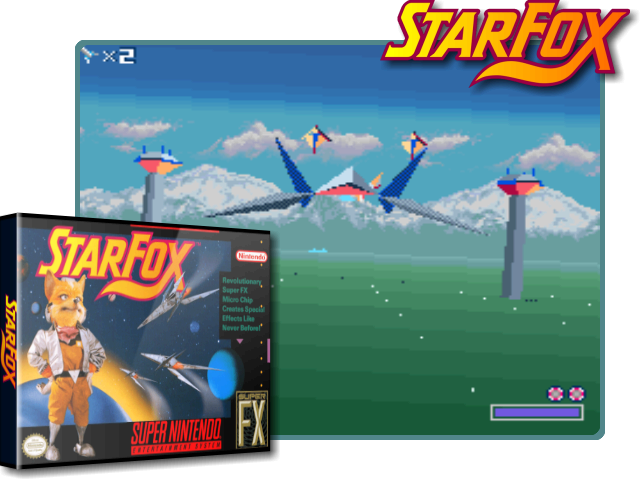 STARFOX
×2
STARFOX
Nintendo
Revolutionary
Super FX
Micro Chip
Creates Special
Effects Like
Never Before!
STARFOX
SUPER
FX
SUPER NINTENDO
ENTERTAINMENT SYSTEM